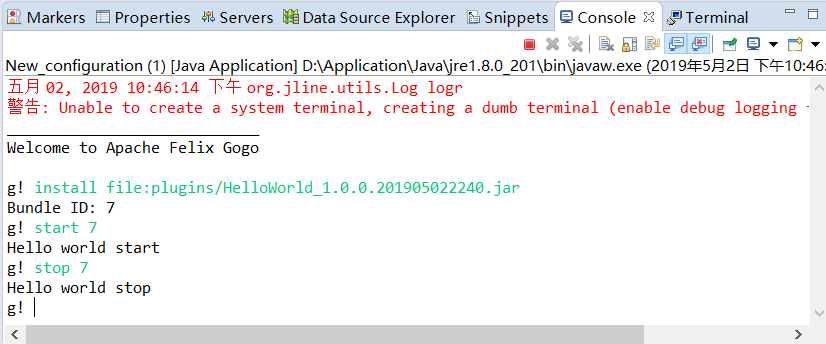 Markers Properties Servers Data Source Explorer Snippets Console Terminal
New_configuration (1) [Java Application] D:\Application\Java\jre1.8.0_201\bin\javaw.exe (2019年5月2日 下午10:46:
五月 02, 2019 10:46:14 下午 org.jline.utils.Log logr
警告: Unable to create a system terminal, creating a dumb terminal (enable debug logging
Welcome to Apache Felix Gogo
g! install file:plugins/HelloWorld_1.0.0.201905022240.jar
Bundle ID: 7
g! start 7
Hello world start
g! stop 7
Hello world stop
g!